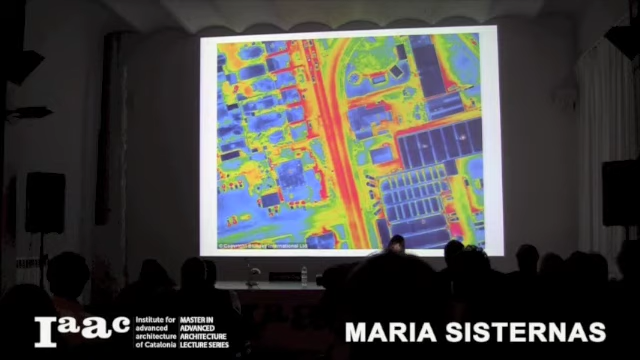 Iaac
Institute for
advanced
architecture
of Catalonia
MASTER IN
ADVANCED
ARCHITECTURE
LECTURE SERIES
MARIA SISTERNAS